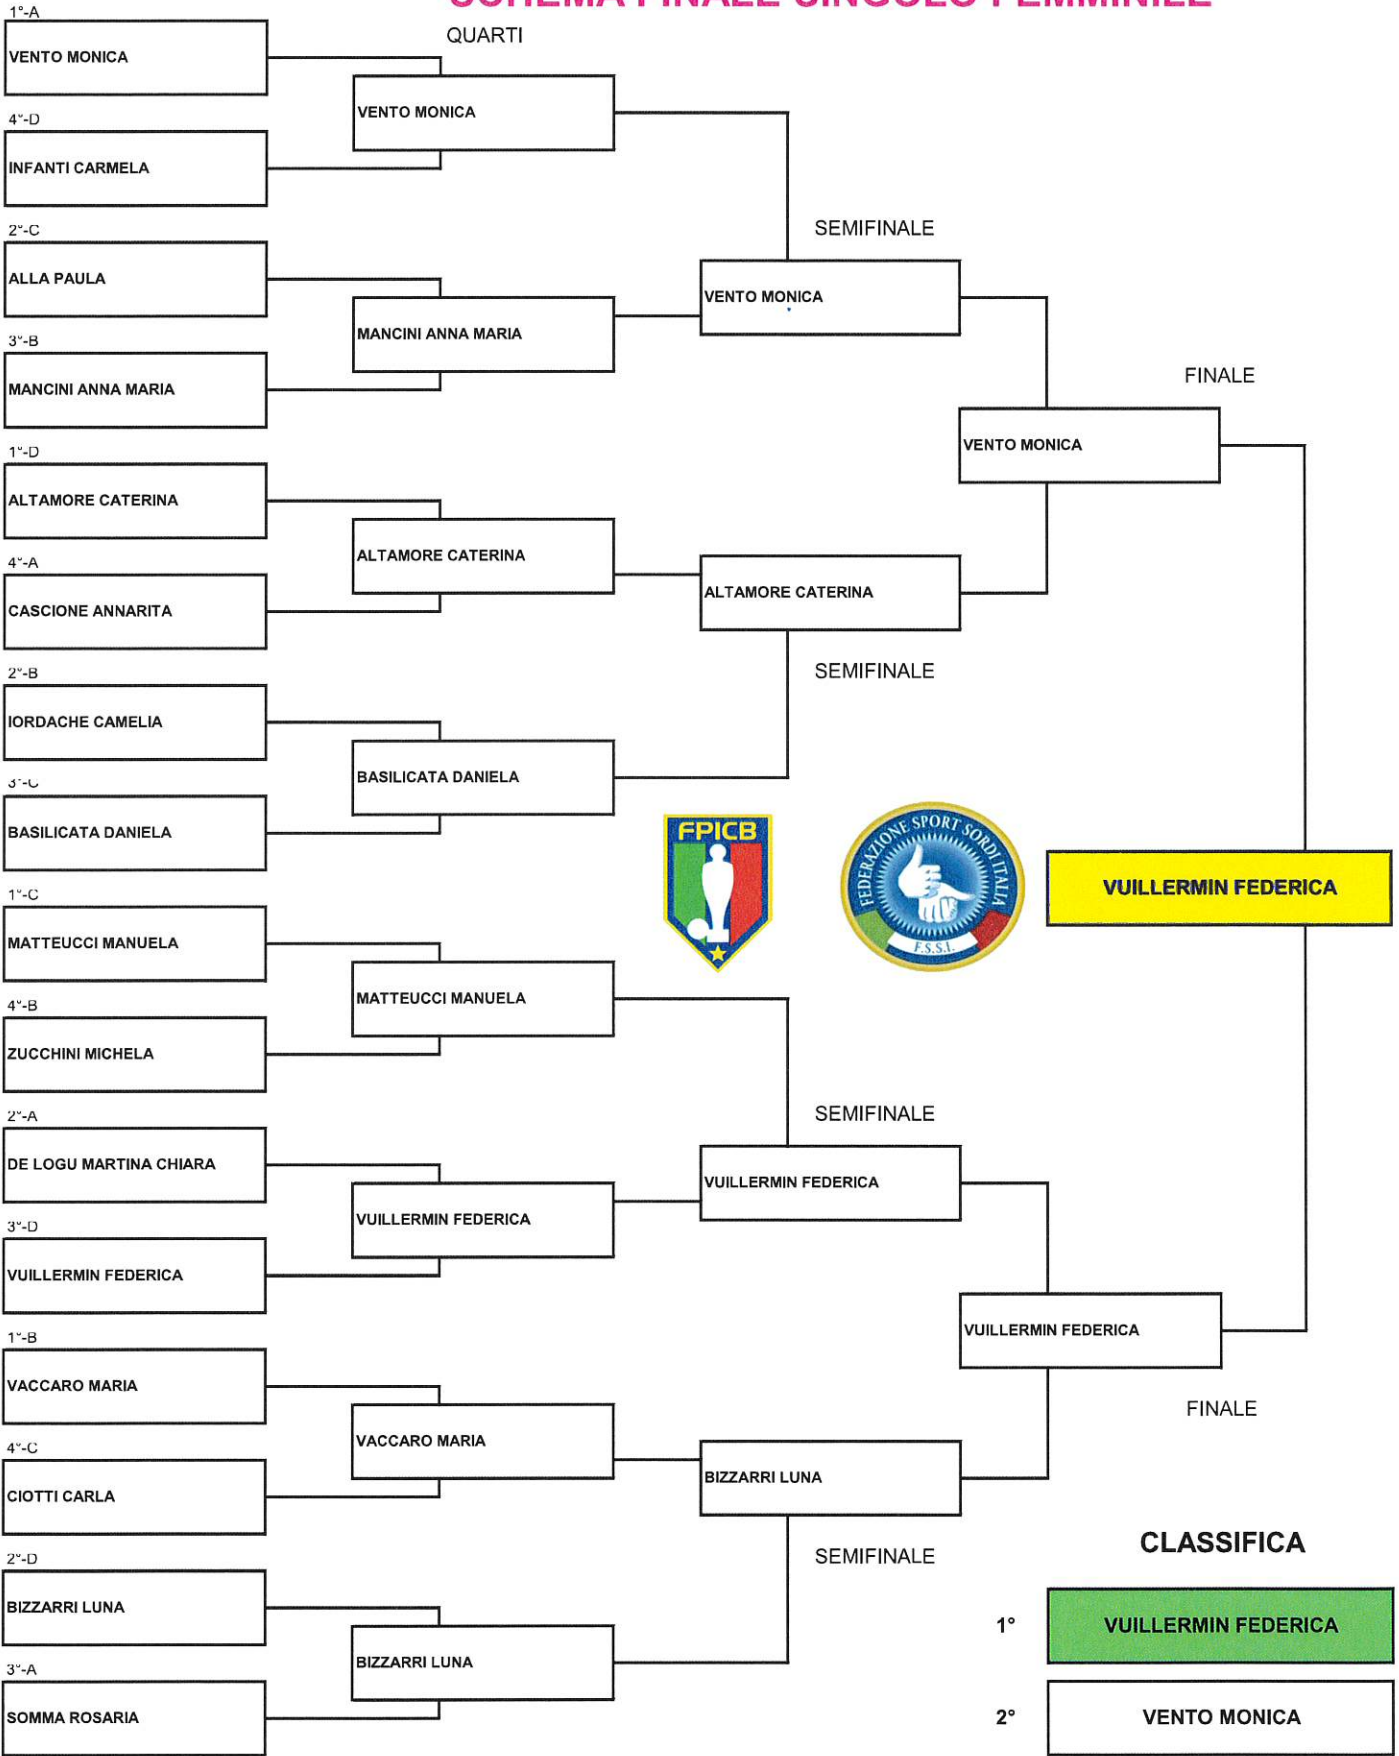 SCHEMA FINALE SINGOLO FEMMINILE
1°-A
QUARTI
VENTO MONICA
VENTO MONICA
4°-D
INFANTI CARMELA
2°-C
SEMIFINALE
ALLA PAULA
VENTO MONICA
MANCINI ANNA MARIA
3°-B
FINALE
MANCINI ANNA MARIA
VENTO MONICA
1°-D
ALTAMORE CATERINA
ALTAMORE CATERINA
4°-A
ALTAMORE CATERINA
CASCIONE ANNARITA
2°-B
SEMIFINALE
IORDACHE CAMELIA
BASILICATA DANIELA
3°-C
BASILICATA DANIELA
FPICB
FEDERAZIONE SPORT SORDI ITALIA
F.S.S.I.
VUILLERMIN FEDERICA
1°-C
MATTEUCCI MANUELA
MATTEUCCI MANUELA
4°-B
ZUCCHINI MICHELA
2°-A
SEMIFINALE
DE LOGU MARTINA CHIARA
VUILLERMIN FEDERICA
VUILLERMIN FEDERICA
3°-D
VUILLERMIN FEDERICA
1°-B
VUILLERMIN FEDERICA
VACCARO MARIA
FINALE
VACCARO MARIA
4°-C
BIZZARRI LUNA
CIOTTI CARLA
CLASSIFICA
2°-D
SEMIFINALE
BIZZARRI LUNA
1° VUILLERMIN FEDERICA
BIZZARRI LUNA
3°-A
SOMMA ROSARIA
2° VENTO MONICA